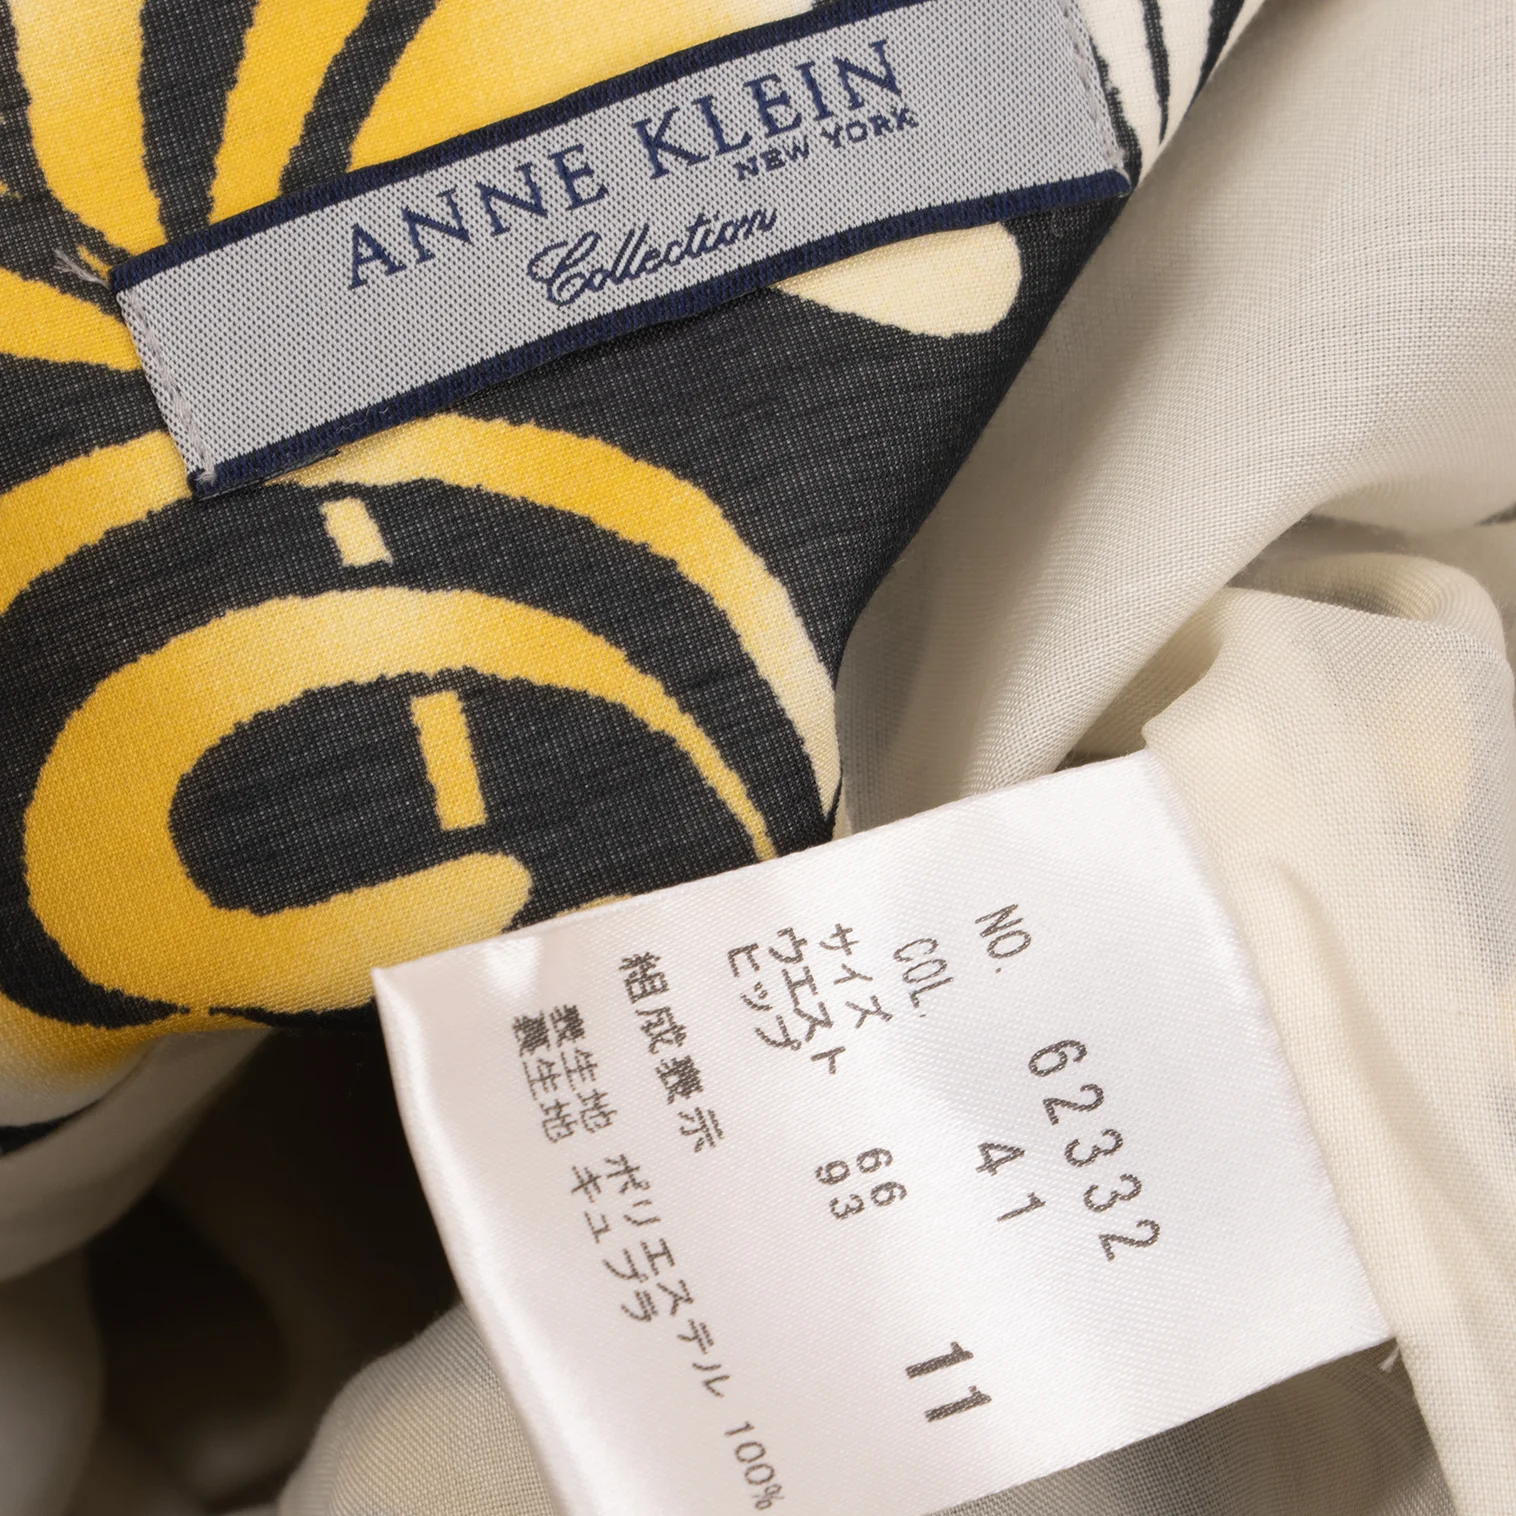 ANNE KLEIN
NEW YORK
Collection
NO. 62332
COL. 41
サイズ 11
ウエスト 66
ヒップ 93
組成表示
表生地 ポリエステル 100%
裏生地 キュプラ